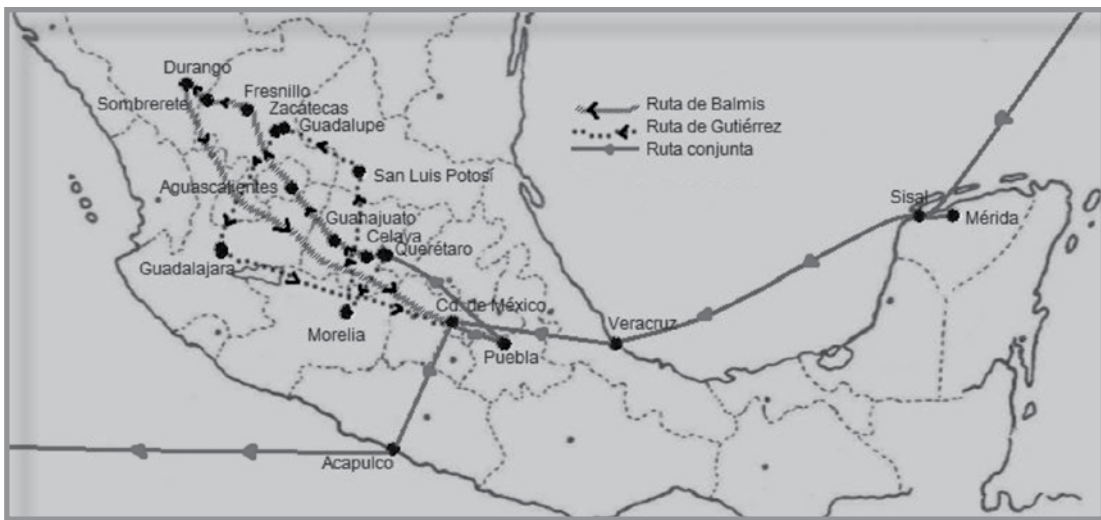 Durango
Sombrerete
Fresnillo
Zacátecas
Guadalupe
San Luis Potosí
Aguascalientes
Guanajuato
Celaya
Querétaro
Guadalajara
Morelia
Cd. de México
Puebla
Veracruz
Acapulco
Sisal
Mérida
Ruta de Balmis
Ruta de Gutiérrez
Ruta conjunta